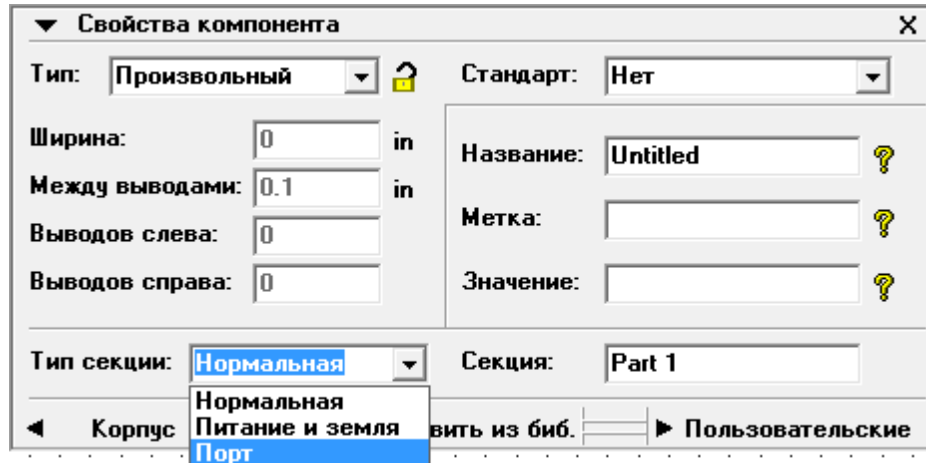 Свойства компонента X
Тип: Произвольный Стандарт: Нет
Ширина: 0 in
Название: Untitled ?
Между выводами: 0.1 in
Метка: ?
Выводов слева: 0
Выводов справа: 0 Значение: ?
Тип секции: Нормальная Секция: Part 1
Нормальная
Корпус Питание и земля вить из биб. Пользовательские
Порт